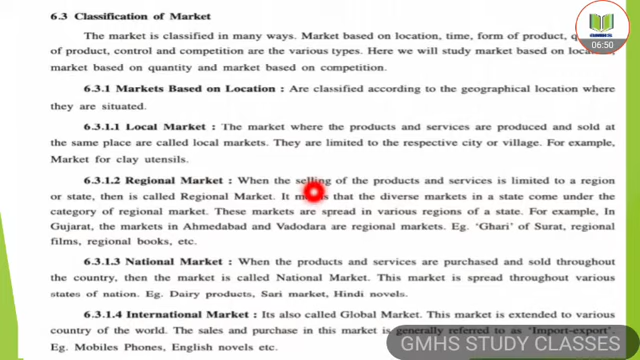 6.3 Classification of Market
The market is classified in many ways. Market based on location, time, form of product,
of product, control and competition are the various types. Here we will study market based on
market based on quantity and market based on competition.
6.3.1 Markets Based on Location : Are classified according to the geographical location where
they are situated.
6.3.1.1 Local Market : The market where the products and services are produced and sold at
the same place are called local markets. They are limited to the respective city or village. For example,
Market for clay utensils.
6.3.1.2 Regional Market : When the selling of the products and services is limited to a region
or state, then is called Regional Market. It means that the diverse markets in a state come under the
category of regional market. These markets are spread in various regions of a state. For example, In
Gujarat, the markets in Ahmedabad and Vadodara are regional markets. Eg. 'Ghari' of Surat, regional
films, regional books, etc.
6.3.1.3 National Market : When the products and services are purchased and sold throughout
the country, then the market is called National Market. This market is spread throughout various
states of nation. Eg. Dairy products, Sari market, Hindi novels.
6.3.1.4 International Market : Its also called Global Market. This market is extended to various
country of the world. The sales and purchase in this market is generally referred to as 'Import-export'.
Eg. Mobiles Phones, English novels etc.
06:50
GMHS STUDY CLASSES